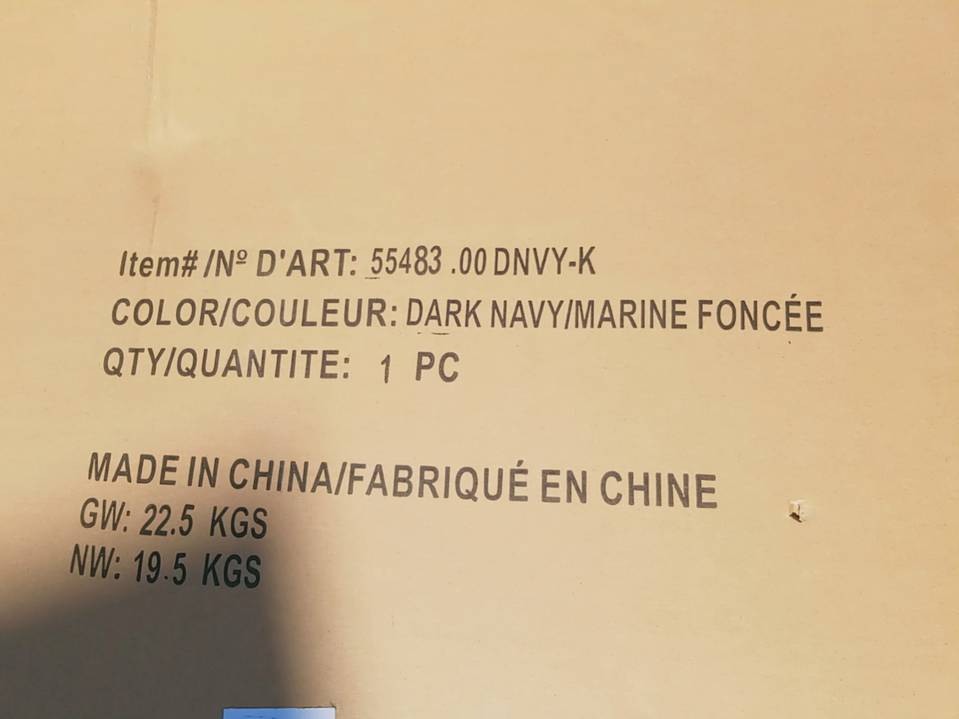 Item# /Nº D'ART: 55483 .00 DNVY-K
COLOR/COULEUR: DARK NAVY/MARINE FONCÉE
QTY/QUANTITE: 1 PC
MADE IN CHINA/FABRIQUÉ EN CHINE
GW: 22.5 KGS
NW: 19.5 KGS